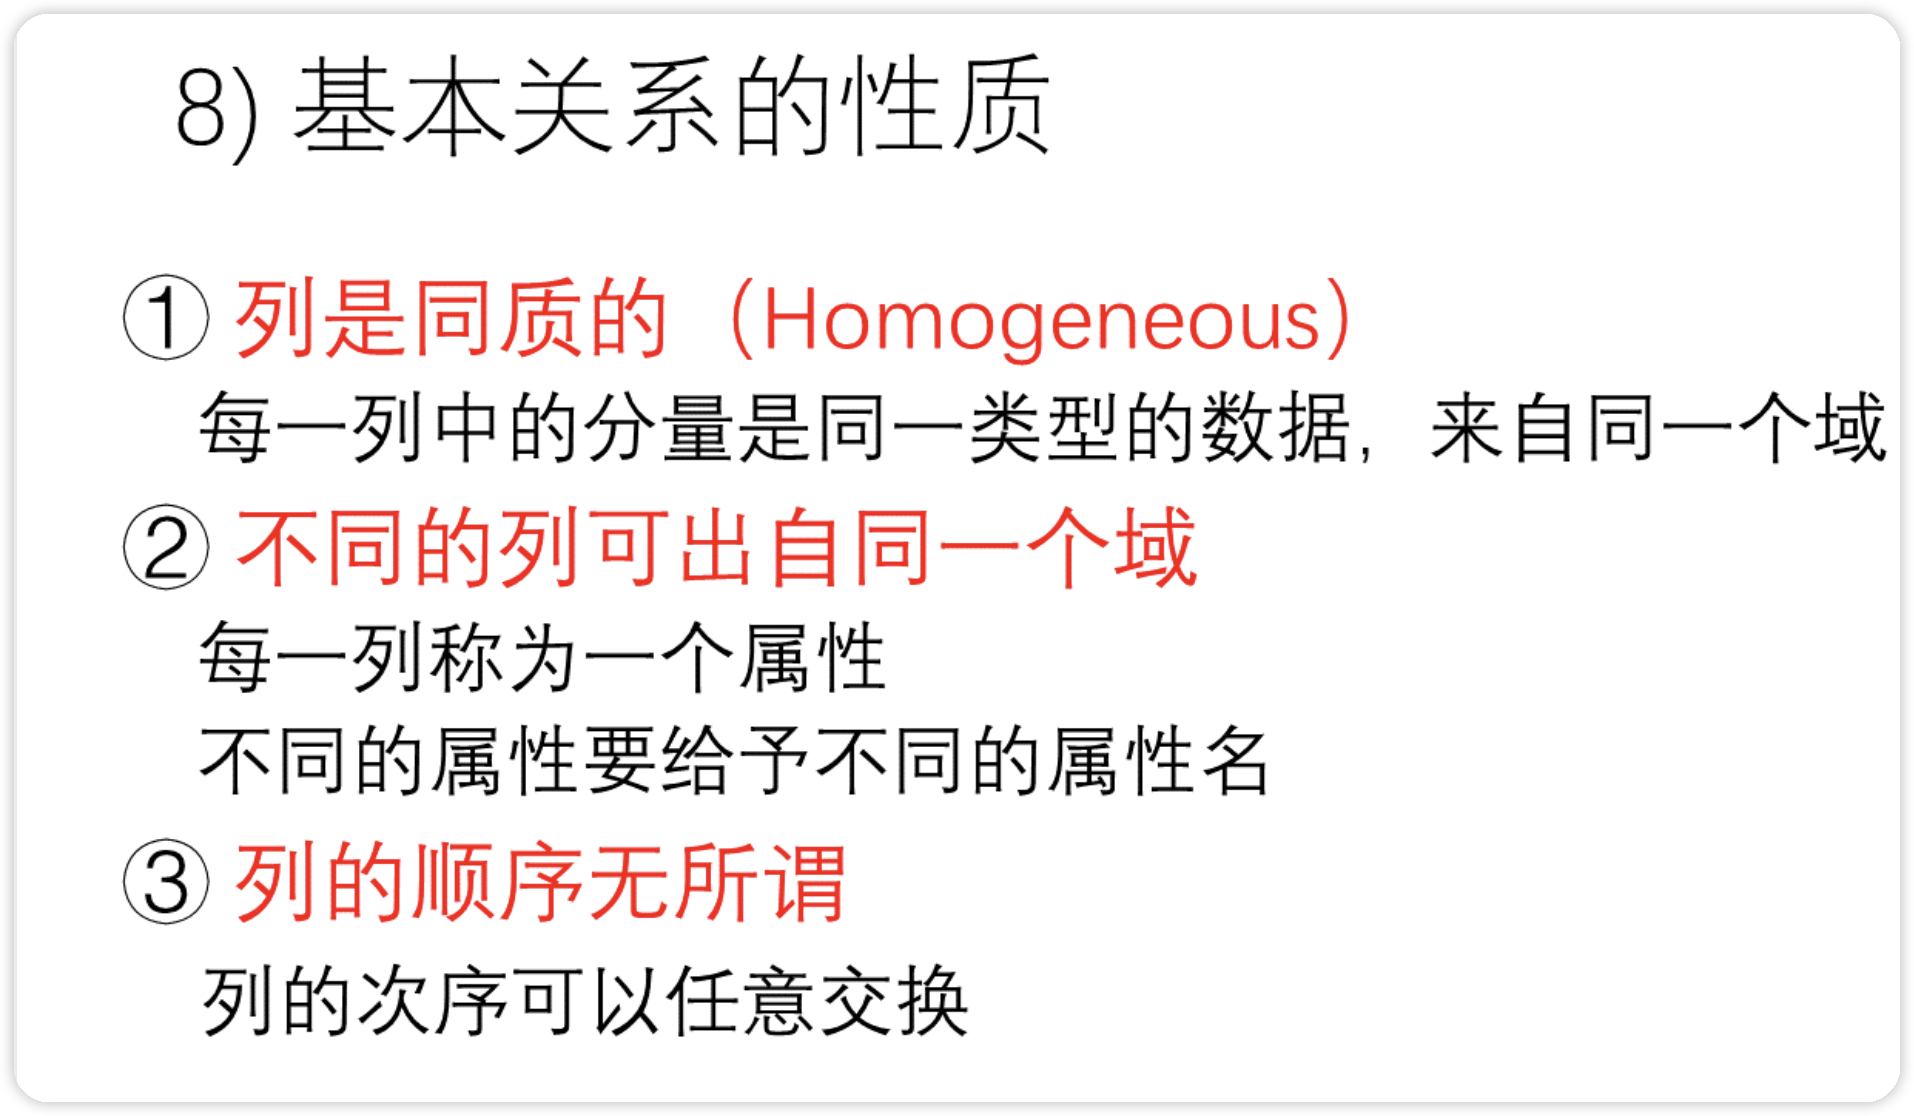 8) 基本关系的性质
① 列是同质的（Homogeneous）
每一列中的分量是同一类型的数据，来自同一个域
② 不同的列可出自同一个域
每一列称为一个属性
不同的属性要给予不同的属性名
③ 列的顺序无所谓
列的次序可以任意交换